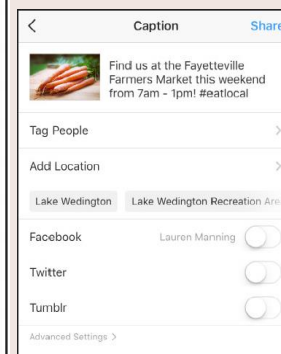 Caption
Share
Find us at the Fayetteville
Farmers Market this weekend
from 7am - 1pm! #eatlocal
Tag People
Add Location
Lake Wedington
Lake Wedington Recreation Are
Facebook
Lauren Manning
Twitter
Tumblr
Advanced Settings